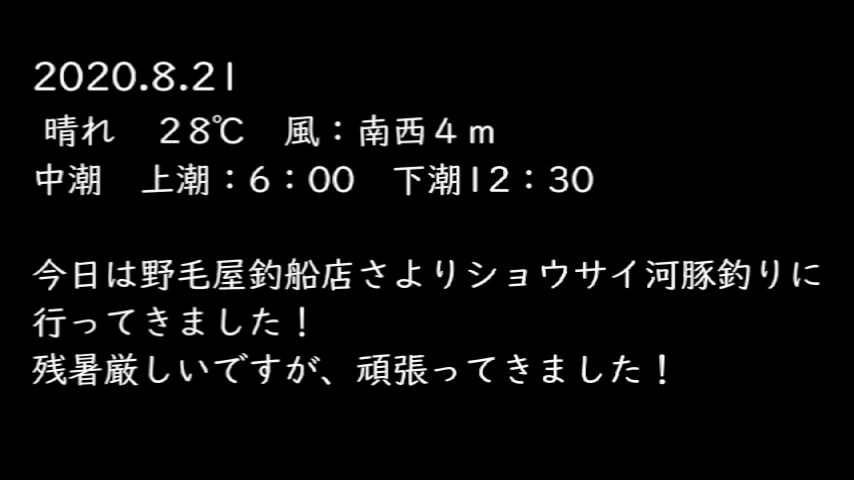 2020.8.21
晴れ　２８℃　風：南西４ｍ
中潮　上潮：６：００　下潮１２：３０
今日は野毛屋釣船店さよりショウサイ河豚釣りに
行ってきました！
残暑厳しいですが、頑張ってきました！